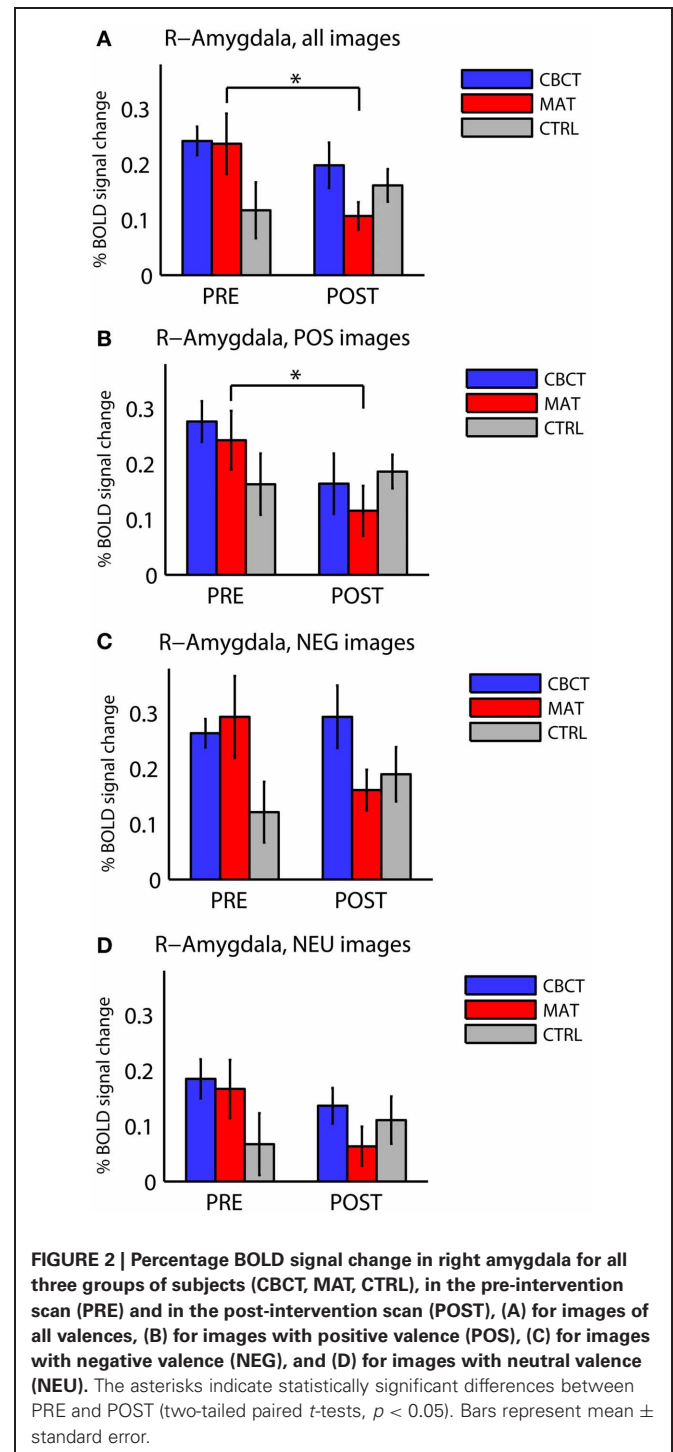 A R–Amygdala, all images
% BOLD signal change
0.3
0.2
0.1
0
*
PRE POST
CBCT
MAT
CTRL
B R–Amygdala, POS images
% BOLD signal change
0.3
0.2
0.1
0
*
PRE POST
CBCT
MAT
CTRL
C R–Amygdala, NEG images
% BOLD signal change
0.3
0.2
0.1
0
PRE POST
CBCT
MAT
CTRL
D R–Amygdala, NEU images
% BOLD signal change
0.3
0.2
0.1
0
PRE POST
CBCT
MAT
CTRL
FIGURE 2 | Percentage BOLD signal change in right amygdala for all
three groups of subjects (CBCT, MAT, CTRL), in the pre-intervention
scan (PRE) and in the post-intervention scan (POST), (A) for images of
all valences, (B) for images with positive valence (POS), (C) for images
with negative valence (NEG), and (D) for images with neutral valence
(NEU). The asterisks indicate statistically significant differences between
PRE and POST (two-tailed paired t-tests, p < 0.05). Bars represent mean ±
standard error.